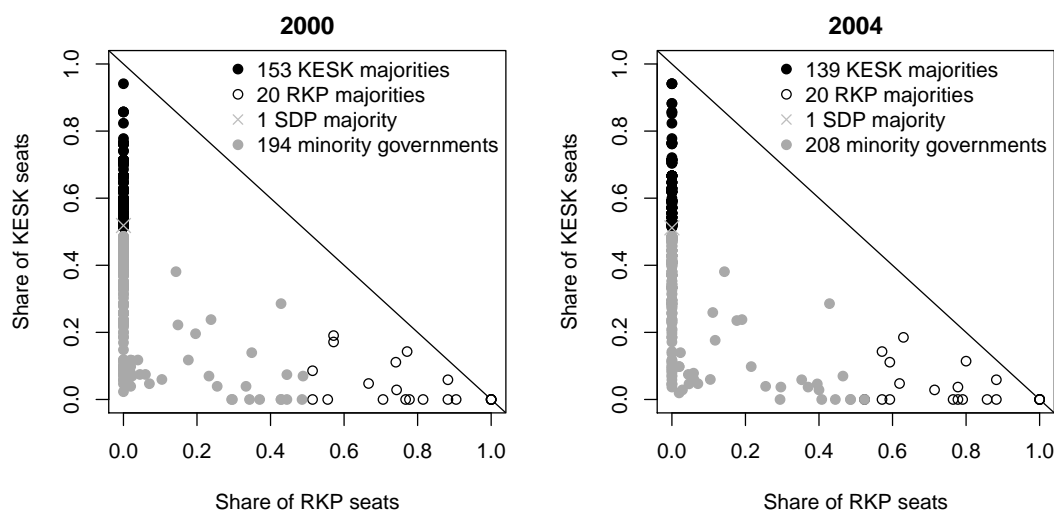 2000
153 KESK majorities
20 RKP majorities
1 SDP majority
194 minority governments
Share of KESK seats
1.0
0.8
0.6
0.4
0.2
0.0
0.0 0.2 0.4 0.6 0.8 1.0
Share of RKP seats
2004
139 KESK majorities
20 RKP majorities
1 SDP majority
208 minority governments
Share of KESK seats
1.0
0.8
0.6
0.4
0.2
0.0
0.0 0.2 0.4 0.6 0.8 1.0
Share of RKP seats